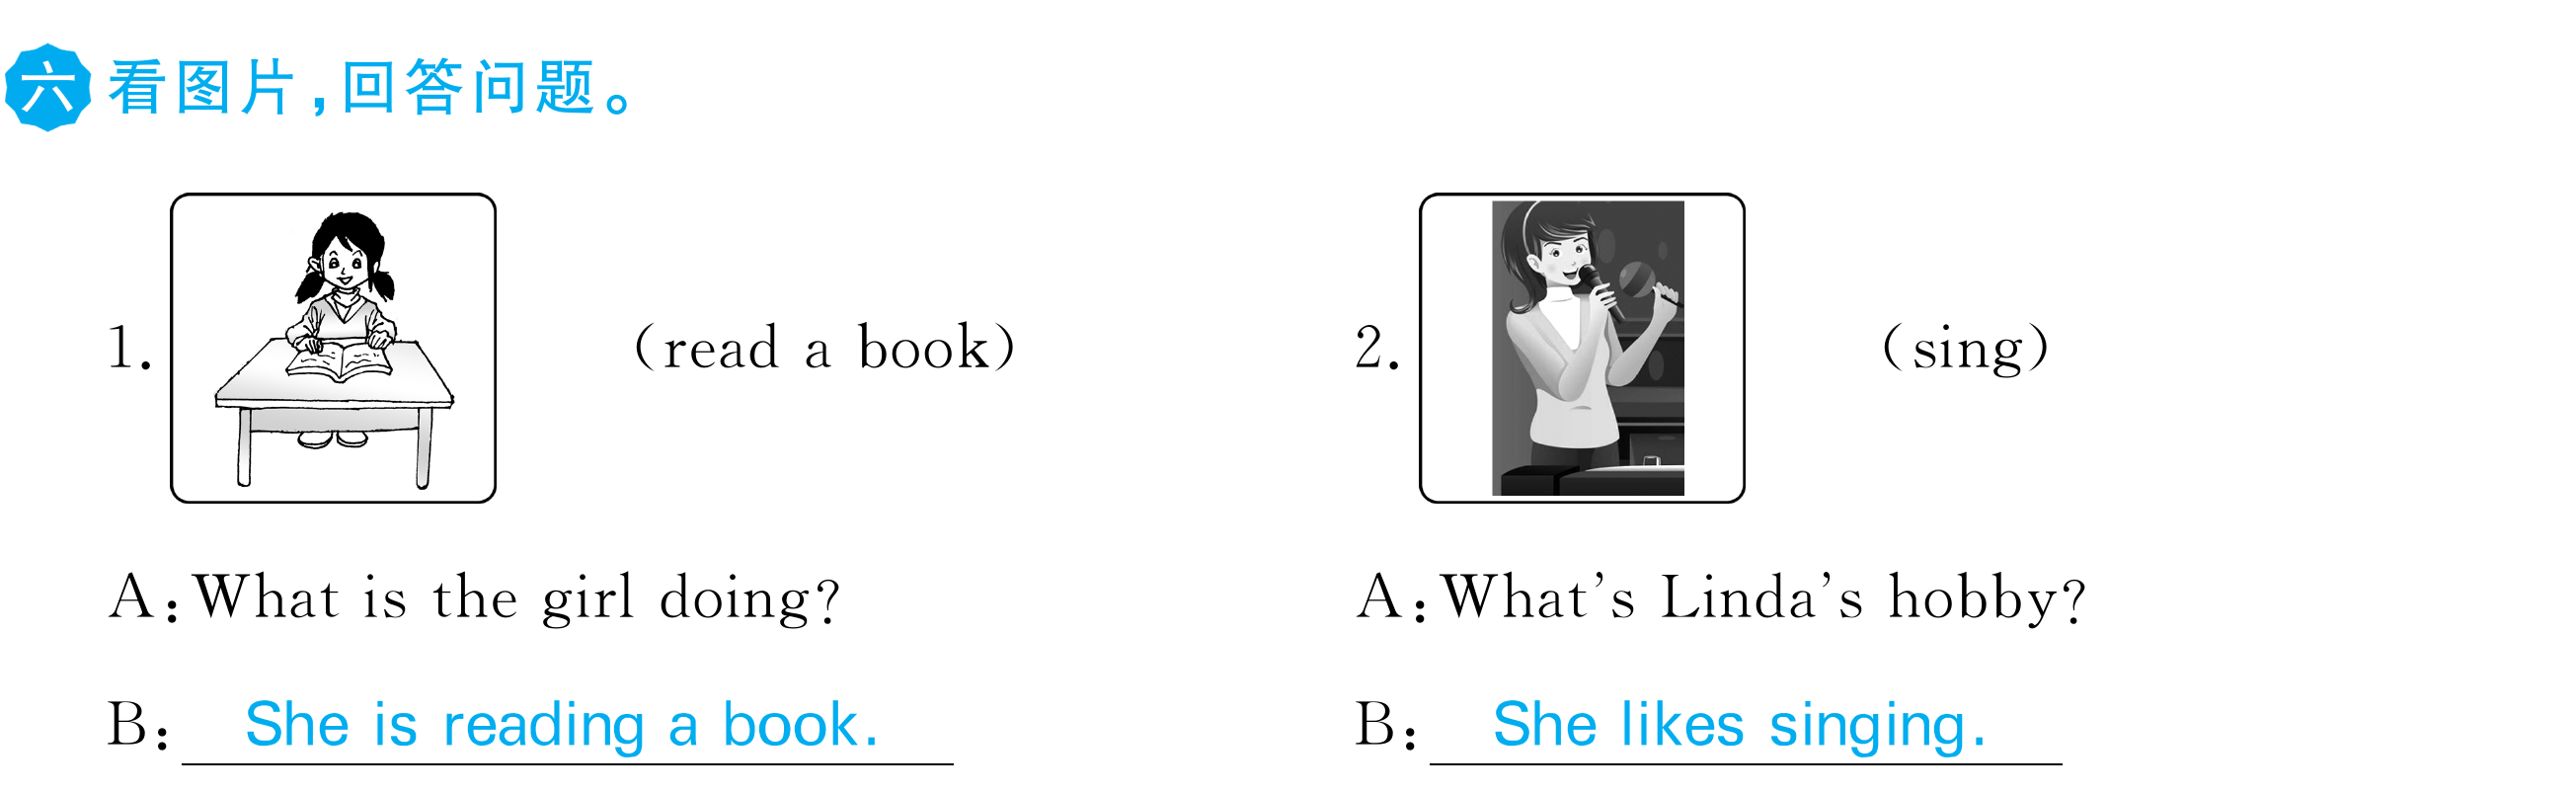 六 看图片,回答问题。
1. (read a book)
A:What is the girl doing?
B: She is reading a book.
2. (sing)
A:What's Linda's hobby?
B: She likes singing.